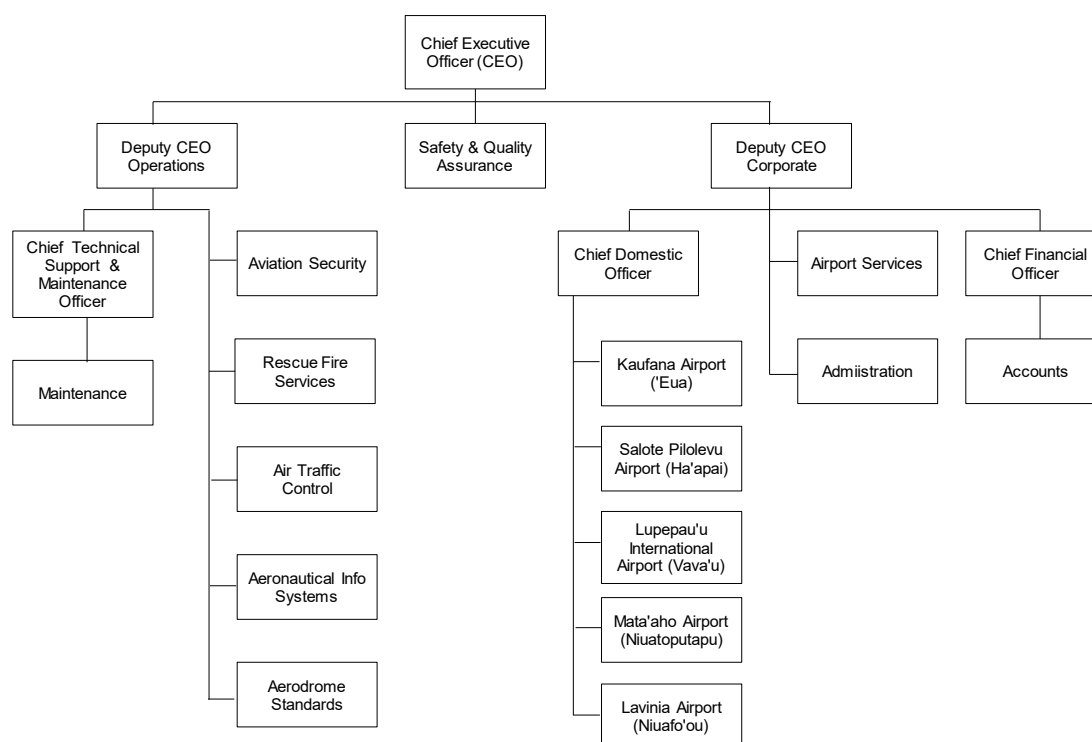 Chief Executive
Officer (CEO)
Deputy CEO
Operations
Safety & Quality
Assurance
Deputy CEO
Corporate
Chief Technical
Support &
Maintenance
Officer
Aviation Security
Chief Domestic
Officer
Airport Services
Chief Financial
Officer
Maintenance
Rescue Fire
Services
Kaufana Airport
('Eua)
Admiistration
Accounts
Air Traffic
Control
Salote Pilolevu
Airport (Ha'apai)
Lupepau'u
International
Airport (Vava'u)
Aeronautical Info
Systems
Mata'aho Airport
(Niuatoputapu)
Aerodrome
Standards
Lavinia Airport
(Niuafo'ou)